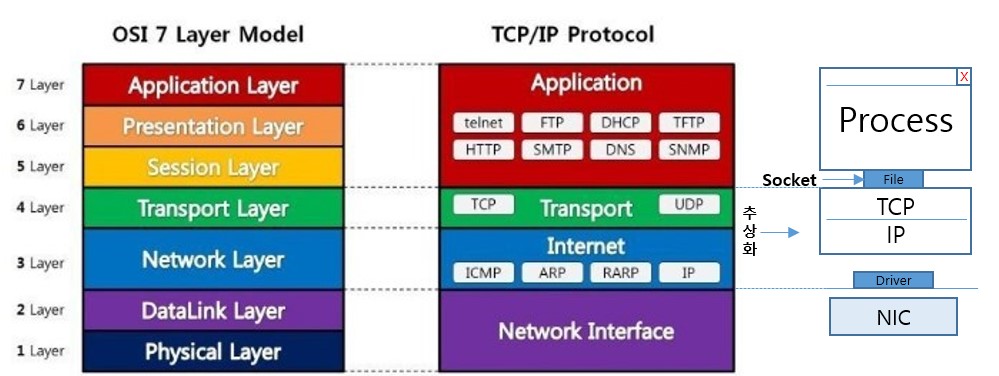 OSI 7 Layer Model
7 Layer Application Layer
6 Layer Presentation Layer
5 Layer Session Layer
4 Layer Transport Layer
3 Layer Network Layer
2 Layer DataLink Layer
1 Layer Physical Layer
TCP/IP Protocol
Application
telnet FTP DHCP TFTP
HTTP SMTP DNS SNMP
TCP Transport UDP
Internet
ICMP ARP RARP IP
Network Interface
X
Process
Socket File
추상화
TCP
IP
Driver
NIC